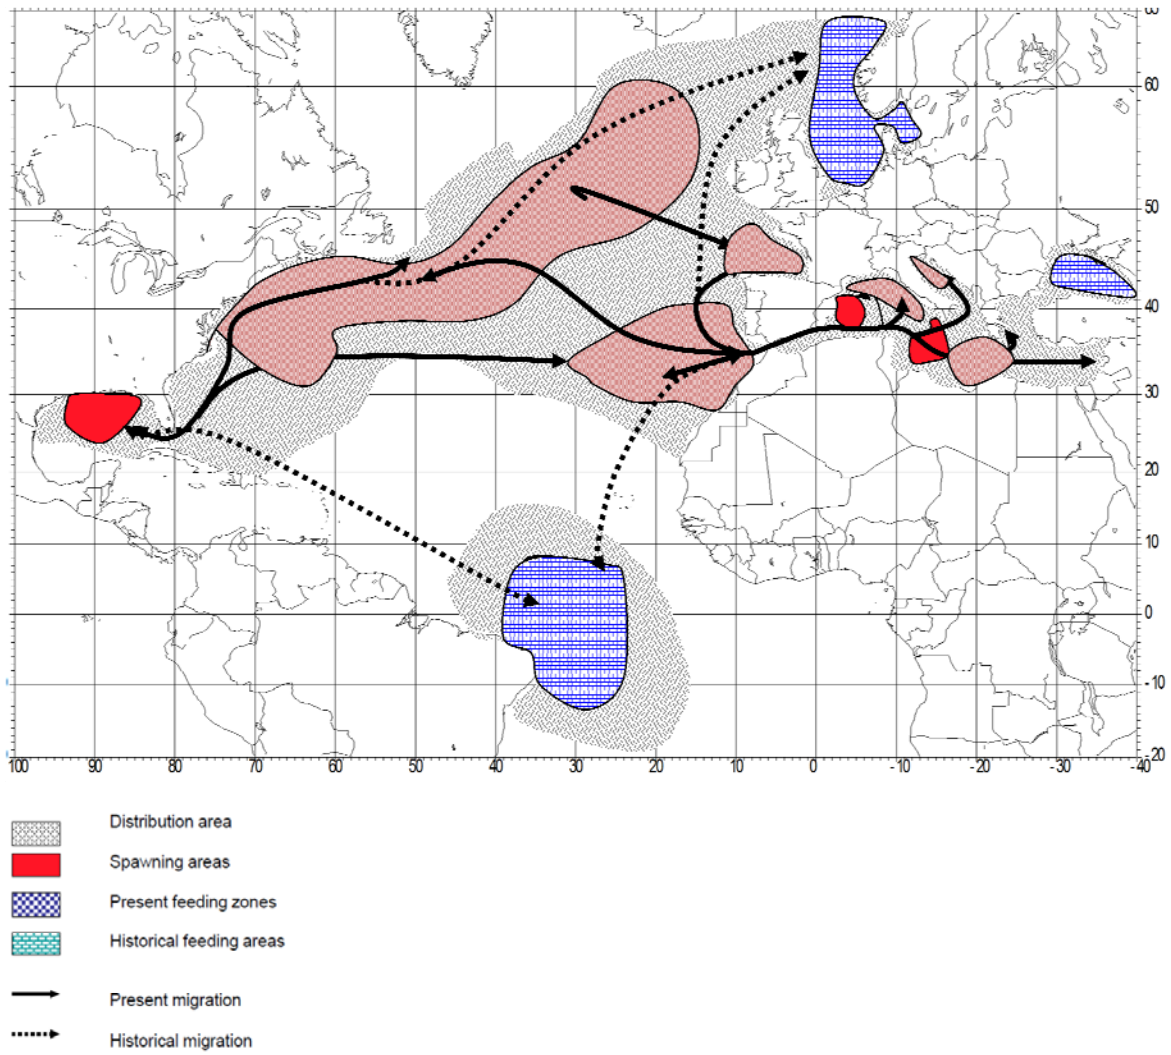 60
50
40
30
20
10
0
-10
-20
100 90 80 70 60 50 40 30 20 10 0 -10 -20 -30 -40
Distribution area
Spawning areas
Present feeding zones
Historical feeding areas
Present migration
Historical migration